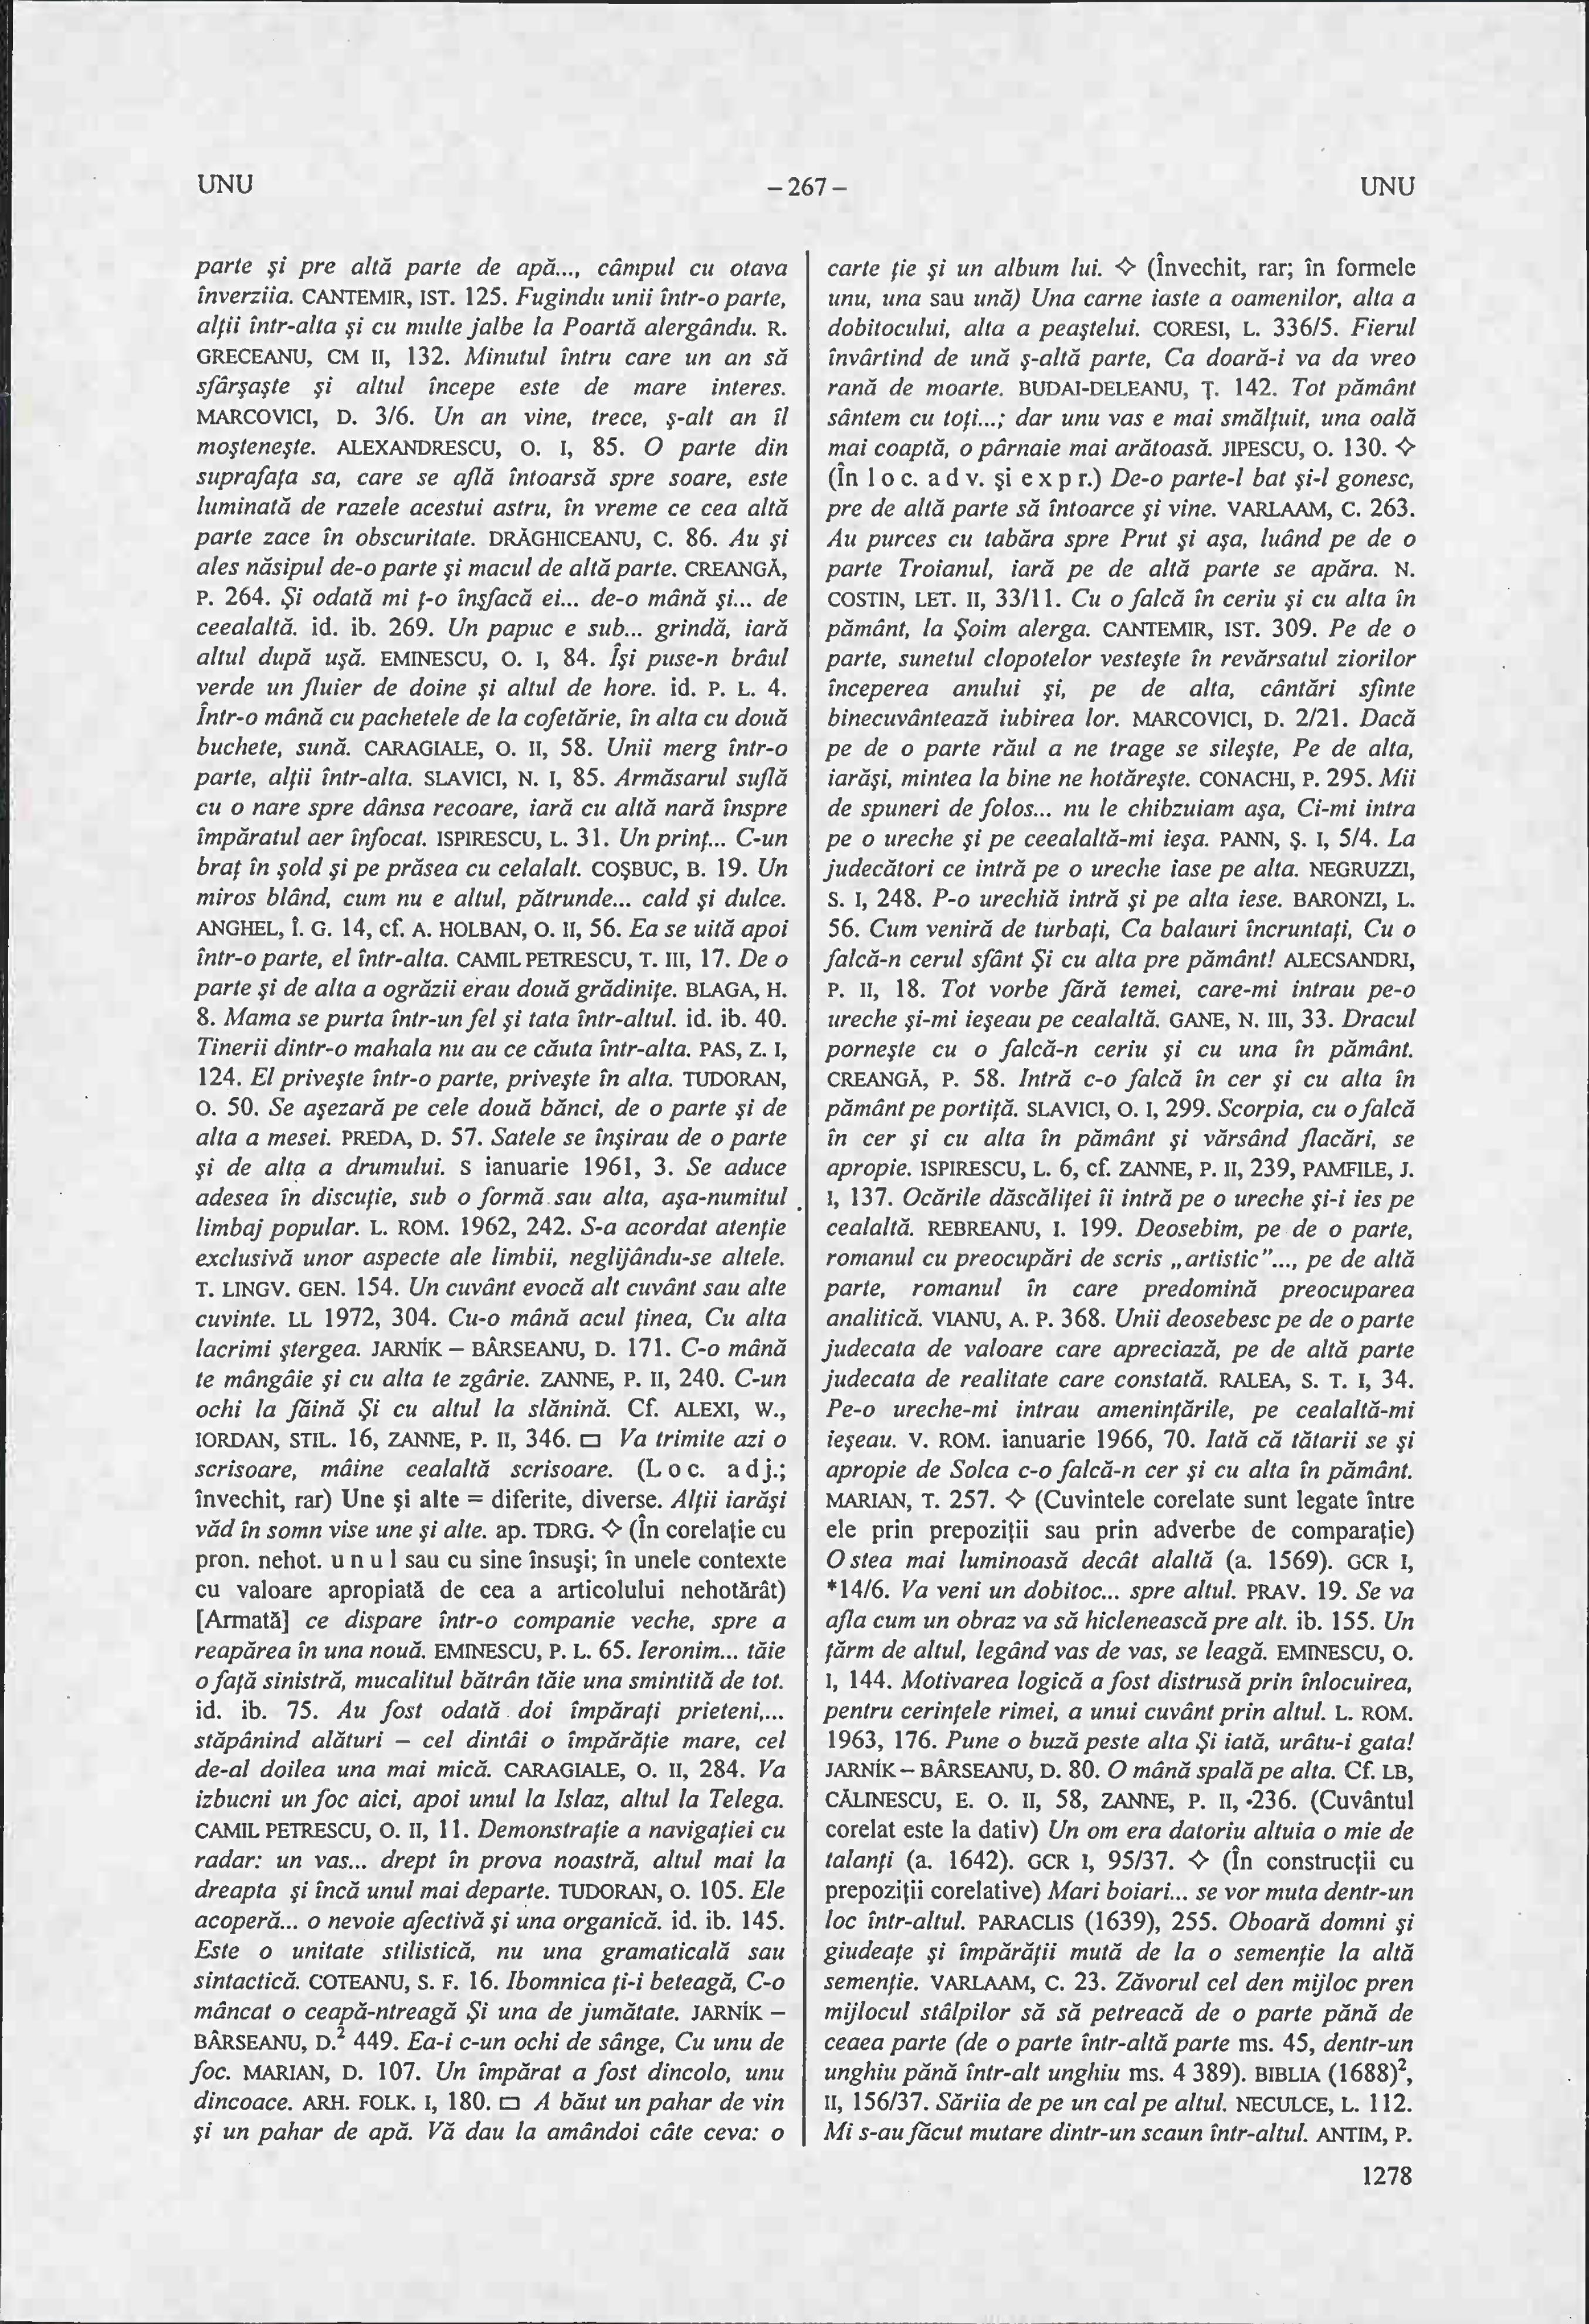 UNU
– 267 –
UNU
parte şi pre altă parte de apă..., câmpul cu otava
înverziia. CANTEMIR, IST. 125. Fugindu unii într-o parte,
alţii într-alta şi cu multe jalbe la Poartă alergându. R.
GRECEANU, CM II, 132. Minutul întru care un an să
sfârşaşte şi altul începe este de mare interes.
MARCOVICI, D. 3/6. Un an vine, trece, ş-alt an îl
moşteneşte. ALEXANDRESCU, O. I, 85. O parte din
suprafaţa sa, care se află întoarsă spre soare, este
luminată de razele acestui astru, în vreme ce cea altă
parte zace în obscuritate. DRĂGHICEANU, C. 86. Au şi
ales năsipul de-o parte şi macul de altă parte. CREANGĂ,
P. 264. Şi odată mi ţ-o înşfacă ei... de-o mână şi... de
ceealaltă. id. ib. 269. Un papuc e sub... grindă, iară
altul după uşă. EMINESCU, O. I, 84. Îşi puse-n brâul
verde un fluier de doine şi altul de hore. id. P. L. 4.
Într-o mână cu pachetele de la cofetărie, în alta cu două
buchete, sună. CARAGIALE, O. II, 58. Unii merg într-o
parte, alţii într-alta. SLAVICI, N. I, 85. Armăsarul suflă
cu o nare spre dânsa recoare, iară cu altă nară înspre
împăratul aer înfocat. ISPIRESCU, L. 31. Un prinţ... C-un
braţ în şold şi pe prăsea cu celalalt. COŞBUC, B. 19. Un
miros blând, cum nu e altul, pătrunde... cald şi dulce.
ANGHEL, Î. G. 14, cf. A. HOLBAN, O. II, 56. Ea se uită apoi
într-o parte, el într-alta. CAMIL PETRESCU, T. III, 17. De o
parte şi de alta a ogrăzii erau două grădiniţe. BLAGA, H.
8. Mama se purta într-un fel şi tata într-altul. id. ib. 40.
Tinerii dintr-o mahala nu au ce căuta într-alta. PAS, Z. I,
124. El priveşte într-o parte, priveşte în alta. TUDORAN,
O. 50. Se aşezară pe cele două bănci, de o parte şi de
alta a mesei. PREDA, D. 57. Satele se înşirau de o parte
şi de alta a drumului. S ianuarie 1961, 3. Se aduce
adesea în discuţie, sub o formă sau alta, aşa-numitul
limbaj popular. L. ROM. 1962, 242. S-a acordat atenţie
exclusivă unor aspecte ale limbii, neglijându-se altele.
T. LINGV. GEN. 154. Un cuvânt evocă alt cuvânt sau alte
cuvinte. LL 1972, 304. Cu-o mână acul ţinea, Cu alta
lacrimi ştergea. JARNÍK – BÂRSEANU, D. 171. C-o mână
te mângâie şi cu alta te zgârie. ZANNE, P. II, 240. C-un
ochi la făină Şi cu altul la slănină. Cf. ALEXI, W.,
IORDAN, STIL. 16, ZANNE, P. II, 346. ▭ Va trimite azi o
scrisoare, mâine cealaltă scrisoare. (Loc. adj.;
învechit, rar) Une şi alte = diferite, diverse. Alţii iarăşi
văd în somn vise une şi alte. ap. TDRG. ◇ (În corelaţie cu
pron. nehot. unul sau cu sine însuşi; în unele contexte
cu valoare apropiată de cea a articolului nehotărât)
[Armată] ce dispare într-o companie veche, spre a
reapărea în una nouă. EMINESCU, P. L. 65. Ieronim... tăie
o faţă sinistră, mucalitul bătrân tăie una smintită de tot.
id. ib. 75. Au fost odată doi împăraţi prieteni,...
stăpânind alături – cel dintâi o împărăţie mare, cel
de-al doilea una mai mică. CARAGIALE, O. II, 284. Va
izbucni un foc aici, apoi unul la Islaz, altul la Telega.
CAMIL PETRESCU, O. II, 11. Demonstraţie a navigaţiei cu
radar: un vas... drept în prova noastră, altul mai la
dreapta şi încă unul mai departe. TUDORAN, O. 105. Ele
acoperă... o nevoie afectivă şi una organică. id. ib. 145.
Este o unitate stilistică, nu una gramaticală sau
sintactică. COTEANU, S. F. 16. Ibomnica ţi-i beteagă, C-o
mâncat o ceapă-ntreagă Şi una de jumătate. JARNÍK –
BÂRSEANU, D.² 449. Ea-i c-un ochi de sânge, Cu unu de
foc. MARIAN, D. 107. Un împărat a fost dincolo, unu
dincoace. ARH. FOLK. I, 180. ▭ A băut un pahar de vin
şi un pahar de apă. Vă dau la amândoi câte ceva: o
carte ţie şi un album lui. ◇ (Învechit, rar; în formele
unu, una sau ună) Una carne iaste a oamenilor, alta a
dobitocului, alta a peaştelui. CORESI, L. 336/5. Fierul
învârtind de ună ş-altă parte, Ca doară-i va da vreo
rană de moarte. BUDAI-DELEANU, Ţ. 142. Tot pământ
sântem cu toţi...; dar unu vas e mai smălţuit, una oală
mai coaptă, o pârnaie mai arătoasă. JIPESCU, O. 130. ◇
(În loc. adv. şi expr.) De-o parte-l bat şi-l gonesc,
pre de altă parte să întoarce şi vine. VARLAAM, C. 263.
Au purces cu tabăra spre Prut şi aşa, luând pe de o
parte Troianul, iară pe de altă parte se apăra. N.
COSTIN, LET. II, 33/11. Cu o falcă în ceriu şi cu alta în
pământ, la Şoim alerga. CANTEMIR, IST. 309. Pe de o
parte, sunetul clopotelor vesteşte în revărsatul ziorilor
începerea anului şi, pe de alta, cântări sfinte
binecuvântează iubirea lor. MARCOVICI, D. 2/21. Dacă
pe de o parte răul a ne trage se sileşte, Pe de alta,
iarăşi, mintea la bine ne hotăreşte. CONACHI, P. 295. Mii
de spuneri de folos... nu le chibzuiam aşa, Ci-mi intra
pe o ureche şi pe ceealaltă-mi ieşa. PANN, Ş. I, 5/4. La
judecători ce intră pe o ureche iase pe alta. NEGRUZZI,
S. I, 248. P-o urechiă intră şi pe alta iese. BARONZI, L.
56. Cum veniră de turbaţi, Ca balauri încruntaţi, Cu o
falcă-n cerul sfânt Şi cu alta pre pământ! ALECSANDRI,
P. II, 18. Tot vorbe fără temei, care-mi intrau pe-o
ureche şi-mi ieşeau pe cealaltă. GANE, N. III, 33. Dracul
porneşte cu o falcă-n ceriu şi cu una în pământ.
CREANGĂ, P. 58. Intră c-o falcă în cer şi cu alta în
pământ pe portiţă. SLAVICI, O. I, 299. Scorpia, cu o falcă
în cer şi cu alta în pământ şi vărsând flacări, se
apropie. ISPIRESCU, L. 6, cf. ZANNE, P. II, 239, PAMFILE, J.
I, 137. Ocările dăscăliţei îi intră pe o ureche şi-i ies pe
cealaltă. REBREANU, I. 199. Deosebim, pe de o parte,
romanul cu preocupări de scris „artistic”..., pe de altă
parte, romanul în care predomină preocuparea
analitică. VIANU, A. P. 368. Unii deosebesc pe de o parte
judecata de valoare care apreciază, pe de altă parte
judecata de realitate care constată. RALEA, S. T. I, 34.
Pe-o ureche-mi intrau ameninţările, pe cealaltă-mi
ieşeau. V. ROM. ianuarie 1966, 70. Iată că tătarii se şi
apropie de Solca c-o falcă-n cer şi cu alta în pământ.
MARIAN, T. 257. ◇ (Cuvintele corelate sunt legate între
ele prin prepoziţii sau prin adverbe de comparaţie)
O stea mai luminoasă decât alaltă (a. 1569). GCR I,
*14/6. Va veni un dobitoc... spre altul. PRAV. 19. Se va
afla cum un obraz va să hiclenească pre alt. ib. 155. Un
ţărm de altul, legând vas de vas, se leagă. EMINESCU, O.
I, 144. Motivarea logică a fost distrusă prin înlocuirea,
pentru cerinţele rimei, a unui cuvânt prin altul. L. ROM.
1963, 176. Pune o buză peste alta Şi iată, urâtu-i gata!
JARNÍK – BÂRSEANU, D. 80. O mână spală pe alta. Cf. LB,
CĂLINESCU, E. O. II, 58, ZANNE, P. II, 236. (Cuvântul
corelat este la dativ) Un om era datoriu altuia o mie de
talanţi (a. 1642). GCR I, 95/37. ◇ (În construcţii cu
prepoziţii corelative) Mari boiari... se vor muta dentr-un
loc într-altul. PARACLIS (1639), 255. Oboară domni şi
giudeaţe şi împărăţii mută de la o semenţie la altă
semenţie. VARLAAM, C. 23. Zăvorul cel den mijloc pren
mijlocul stâlpilor să să petreacă de o parte până de
ceaea parte (de o parte într-altă parte ms. 45, dentr-un
unghiu până într-alt unghiu ms. 4 389). BIBLIA (1688)²,
II, 156/37. Săriia de pe un cal pe altul. NECULCE, L. 112.
Mi s-au făcut mutare dintr-un scaun într-altul. ANTIM, P.
1278